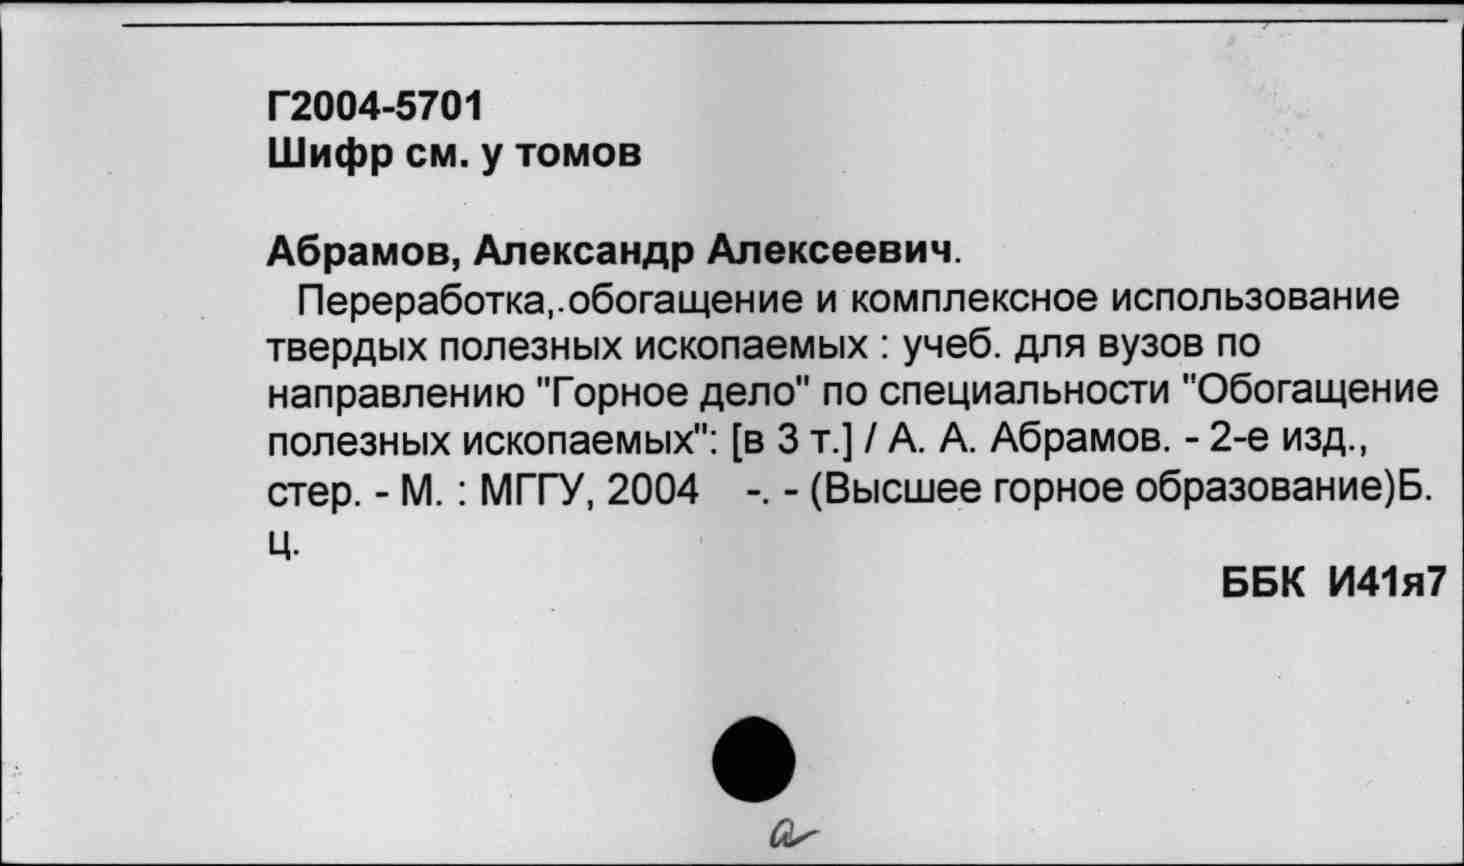 Г2004-5701
Шифр см. у томов
Абрамов, Александр Алексеевич.
Переработка, обогащение и комплексное использование
твердых полезных ископаемых : учеб. для вузов по
направлению "Горное дело" по специальности "Обогащение
полезных ископаемых": [в 3 т.] / А. А. Абрамов. - 2-е изд.,
стер. - М. : МГГУ, 2004 -. - (Высшее горное образование)Б.
ц.
ББК И41я7
а